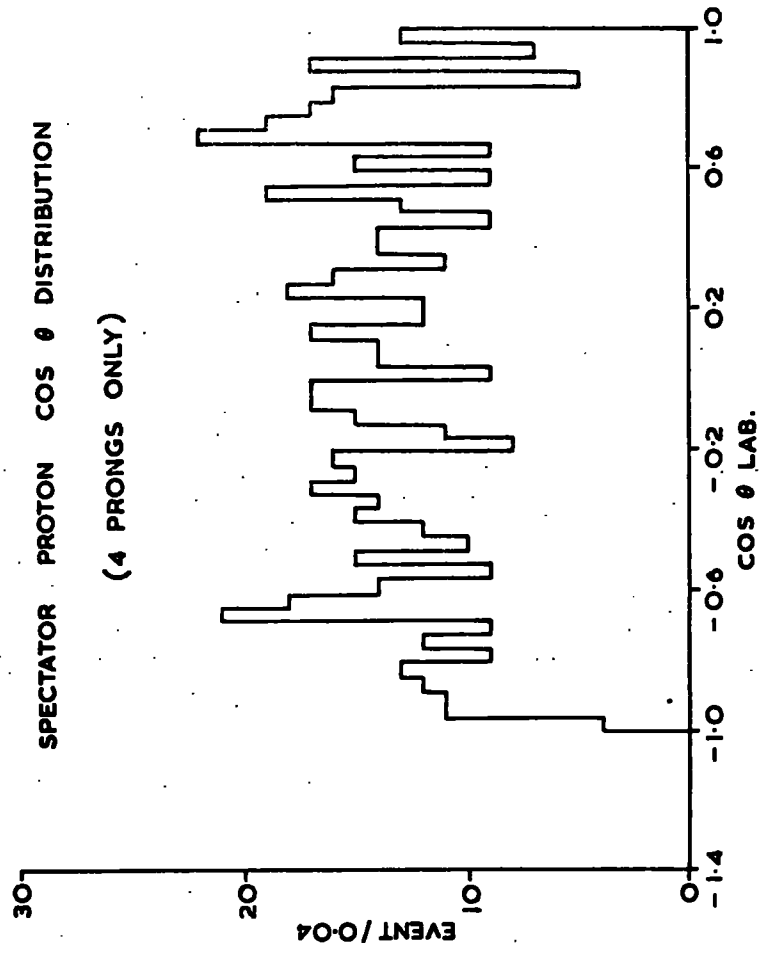 SPECTATOR PROTON COS θ DISTRIBUTION
(4 PRONGS ONLY)
30
20
10
0
EVENT / 0·04
-1·4
-1·0
-0·6
-0·2
0·2
0·6
1·0
COS θ LAB.